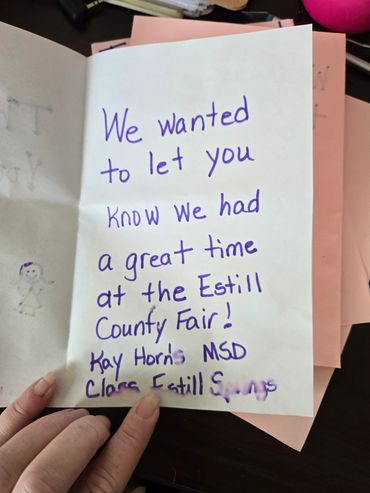 We wanted
to let you
know we had
a great time
at the Estill
County Fair!
Kay Horn's MSD
Class Estill Springs